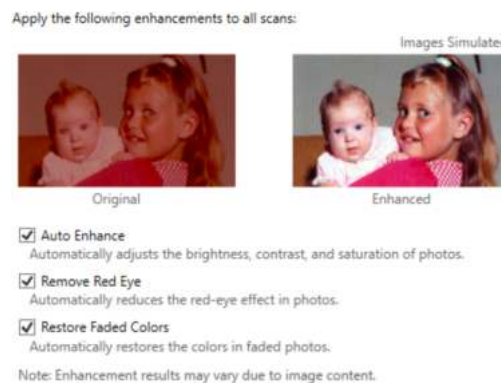 Apply the following enhancements to all scans:
Images Simulated
Original
Enhanced
Auto Enhance
Automatically adjusts the brightness, contrast, and saturation of photos.
Remove Red Eye
Automatically reduces the red-eye effect in photos.
Restore Faded Colors
Automatically restores the colors in faded photos.
Note: Enhancement results may vary due to image content.